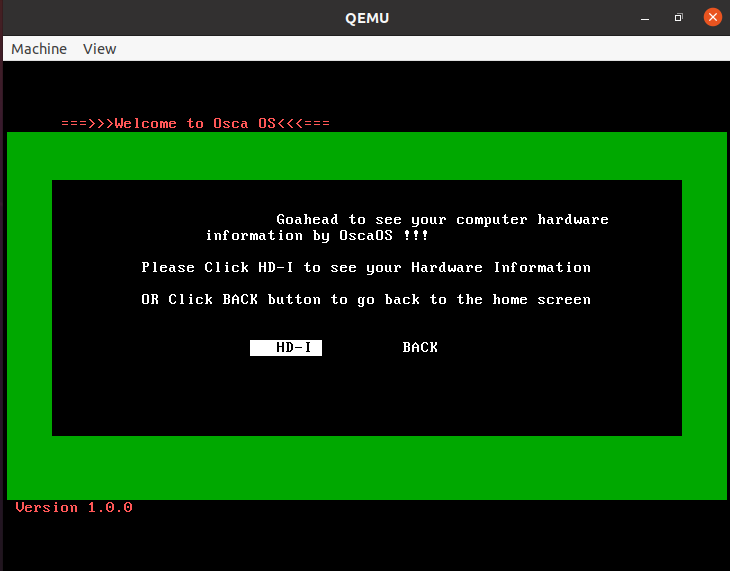 QEMU
Machine View
===>>>Welcome to Osca OS<<<===
Goahead to see your computer hardware
information by OscaOS !!!
Please Click HD-I to see your Hardware Information
OR Click BACK button to go back to the home screen
HD-I BACK
Version 1.0.0